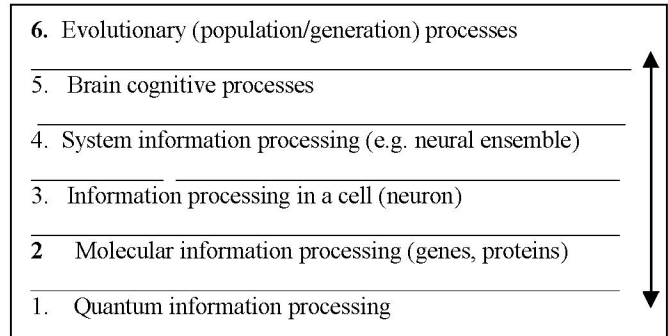 6. Evolutionary (population/generation) processes
5. Brain cognitive processes
4. System information processing (e.g. neural ensemble)
3. Information processing in a cell (neuron)
2 Molecular information processing (genes, proteins)
1. Quantum information processing